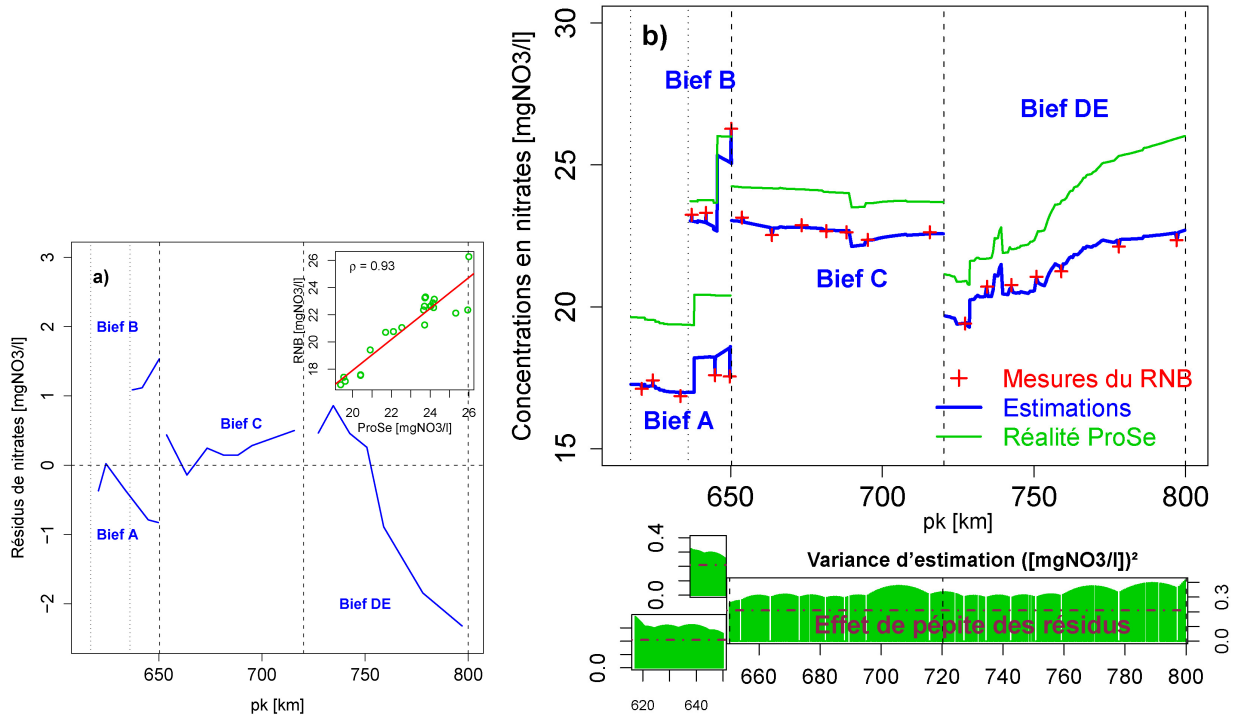 a)
Résidus de nitrates [mgNO3/l]
3
2
1
0
-1
-2
Bief B
Bief A
Bief C
Bief DE
650
700
750
800
pk [km]
ρ = 0.93
RNB [mgNO3/l]
26
24
22
20
18
20
22
24
26
ProSe [mgNO3/l]
b)
Concentrations en nitrates [mgNO3/l]
30
25
20
15
Bief B
Bief DE
Bief C
Bief A
Mesures du RNB
Estimations
Réalité ProSe
650
700
750
800
pk [km]
Variance d'estimation ([mgNO3/l])²
0.4
0.0
0.0
0.3
0.0
Effet de pépite des résidus
620
640
660
680
700
720
740
760
780
800